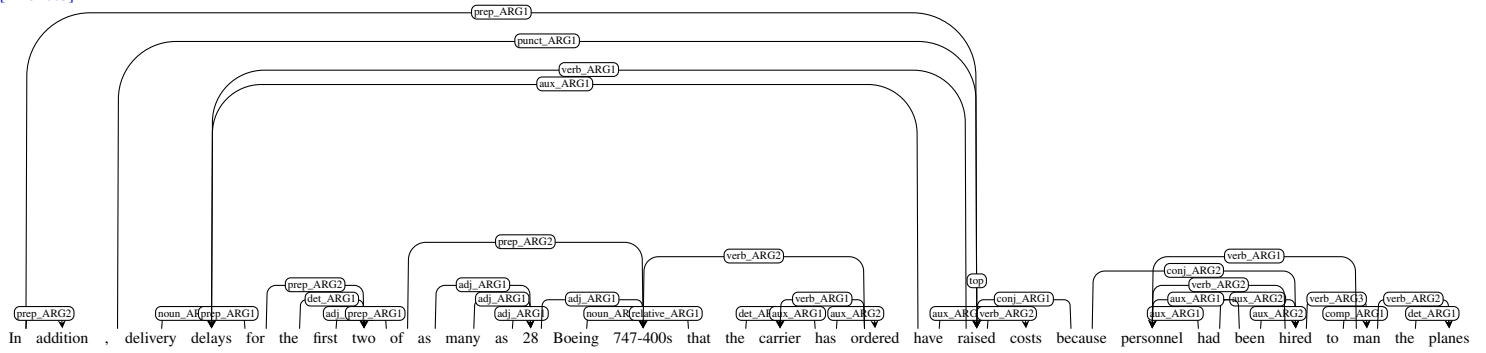 prep_ARG1
punct_ARG1
verb_ARG1
aux_ARG1
prep_ARG2
verb_ARG2 verb_ARG1
conj_ARG2
top
prep_ARG2 adj_ARG1 verb_ARG2
det_ARG1 adj_ARG1 adj_ARG1 verb_ARG1 conj_ARG1 aux_ARG1 aux_ARG2 verb_ARG3 verb_ARG2
prep_ARG2 prep_ARG1 prep_ARG1 relative_ARG1 aux_ARG1 aux_ARG2 verb_ARG2 aux_ARG1 aux_ARG2 comp_ARG1 det_ARG1
In addition , delivery delays for the first two of as many as 28 Boeing 747-400s that the carrier has ordered have raised costs because personnel had been hired to man the planes